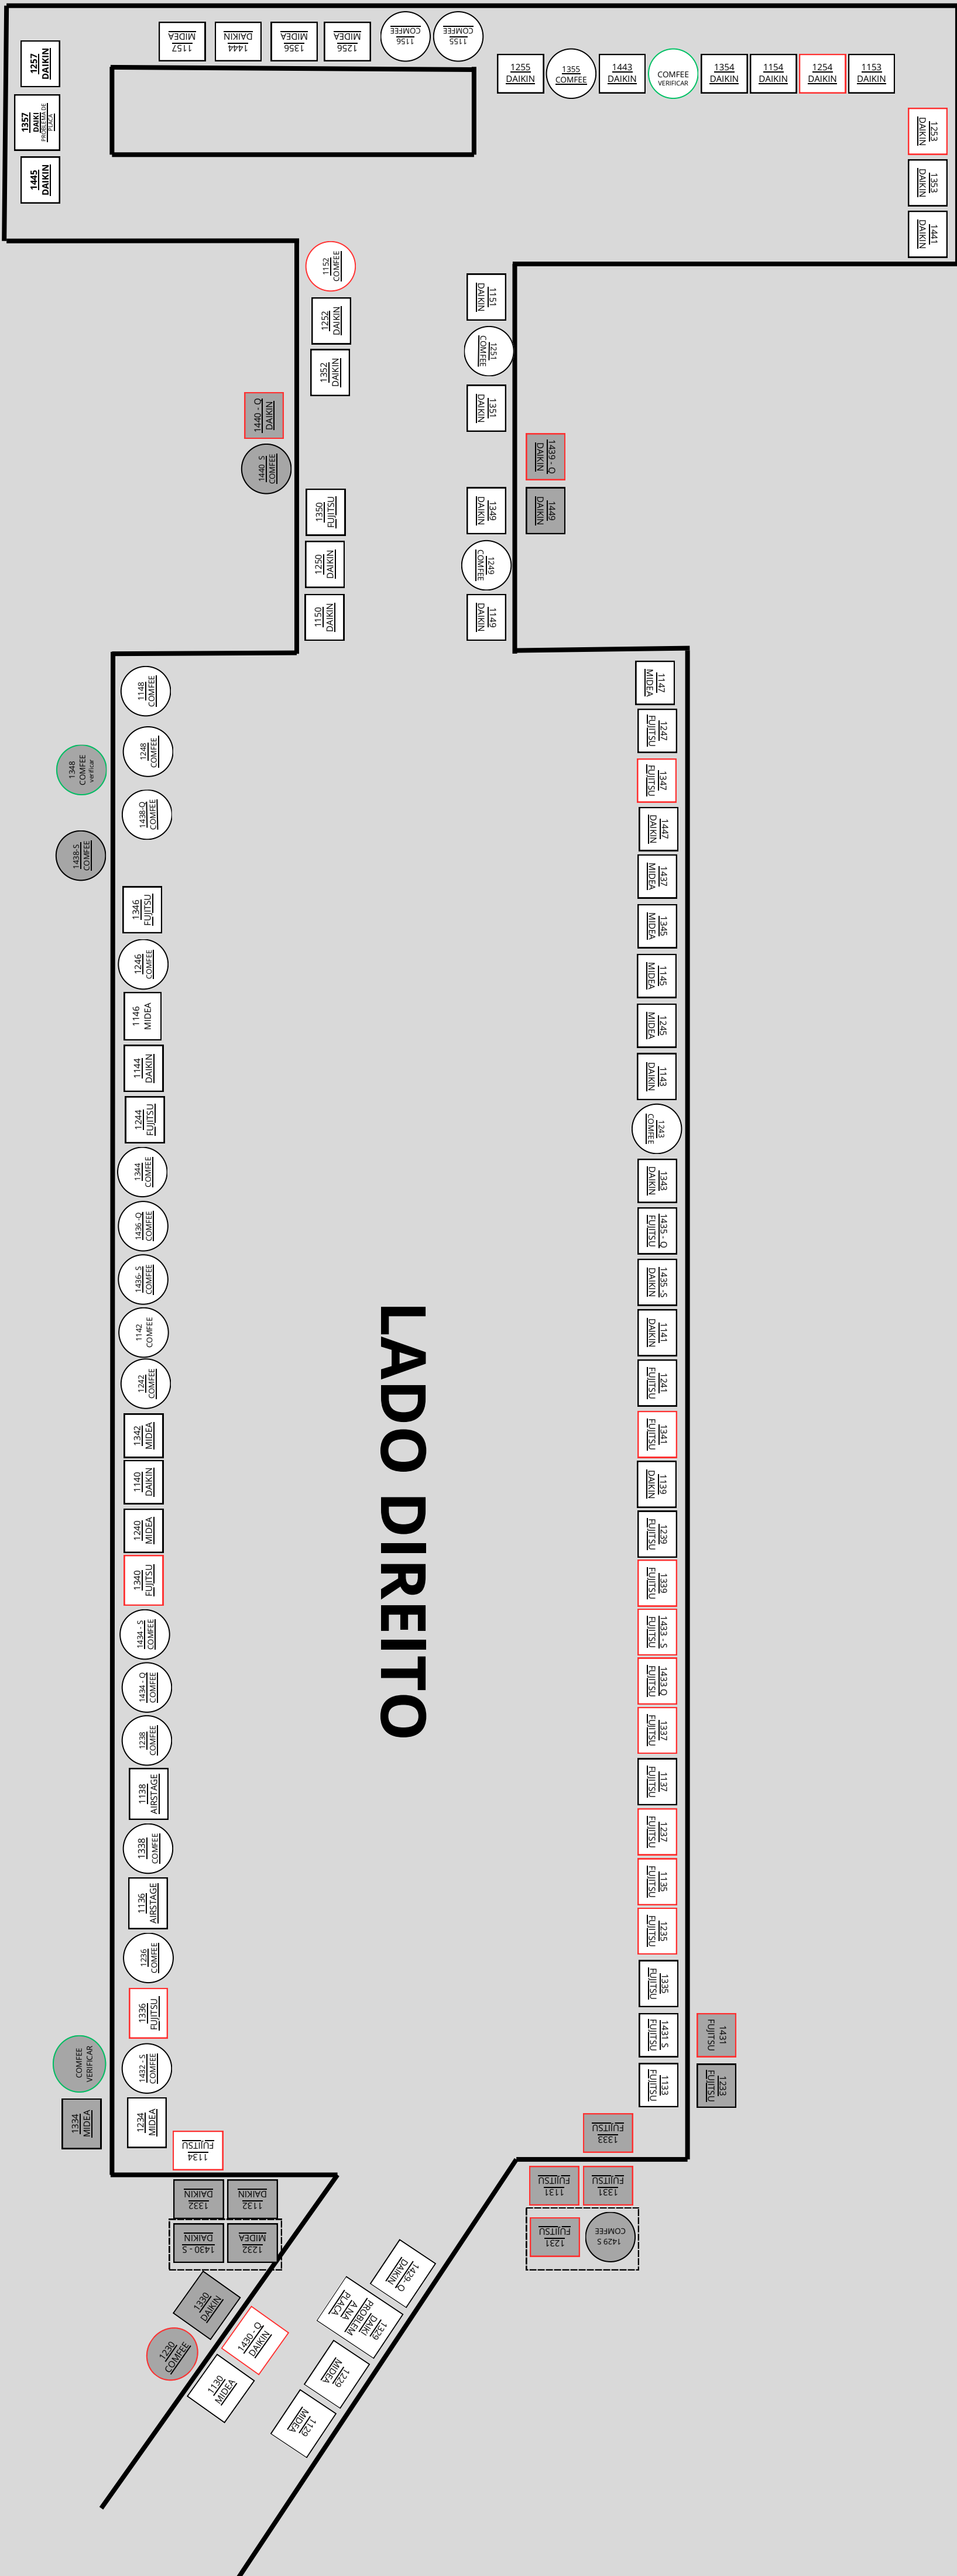 1157
MIDEA
1444
DAIKIN
1356
MIDEA
1256
MIDEA
1156
COMFEE
1155
COMFEE
1257
DAIKIN
1357
DAIKI
PROBLEMA DE
PLACA
1445
DAIKIN
1255
DAIKIN
1355
COMFEE
1443
DAIKIN
COMFEE
VERIFICAR
1354
DAIKIN
1154
DAIKIN
1254
DAIKIN
1153
DAIKIN
1253
DAIKIN
1353
DAIKIN
1441
DAIKIN
1152
COMFEE
1252
DAIKIN
1352
DAIKIN
1440 - Q
DAIKIN
1440 S
COMFEE
1350
FUJITSU
1250
DAIKIN
1150
DAIKIN
1151
DAIKIN
1251
COMFEE
1351
DAIKIN
1439 - Q
DAIKIN
1449
DAIKIN
1349
DAIKIN
1249
COMFEE
1149
DAIKIN
1148
COMFEE
1248
COMFEE
1348
COMFEE
verificar
1438-Q
COMFEE
1438-S
COMFEE
1346
FUJITSU
1246
COMFEE
1146
MIDEA
1144
DAIKIN
1244
FUJITSU
1344
COMFEE
1436 -Q
COMFEE
1436- S
COMFEE
1142
COMFEE
1242
COMFEE
1342
MIDEA
1140
DAIKIN
1240
MIDEA
1340
FUJITSU
1434 - S
COMFEE
1434 - Q
COMFEE
1238
COMFEE
1138
AIRSTAGE
1338
COMFEE
1136
AIRSTAGE
1236
COMFEE
1336
FUJITSU
1432 - S
COMFEE
COMFEE
VERIFICAR
1334
MIDEA
1234
MIDEA
1134
FUJITSU
LADO DIREITO
1147
MIDEA
1247
FUJITSU
1347
FUJITSU
1447
DAIKIN
1437
MIDEA
1345
MIDEA
1145
MIDEA
1245
MIDEA
1143
DAIKIN
1243
COMFEE
1343
DAIKIN
1435 - Q
FUJITSU
1435 -S
DAIKIN
1141
DAIKIN
1241
FUJITSU
1341
FUJITSU
1139
DAIKIN
1239
FUJITSU
1339
FUJITSU
1433 - S
FUJITSU
1433 Q
FUJITSU
1337
FUJITSU
1137
FUJITSU
1237
FUJITSU
1135
FUJITSU
1235
FUJITSU
1335
FUJITSU
1431 S
FUJITSU
1431
FUJITSU
1133
FUJITSU
1233
FUJITSU
1333
FUJITSU
1131
FUJITSU
1331
FUJITSU
1231
FUJITSU
1429 S
COMFEE
1332
DAIKIN
1132
DAIKIN
1430 - S
DAIKIN
1232
MIDEA
1330
DAIKIN
1230
COMFEE
1430 - Q
DAIKIN
1130
MIDEA
1429-Q
DAIKIN
1329
DAIK
PROBLEM
A NA
PLACA
1229
MIDEA
1129
MIDEA